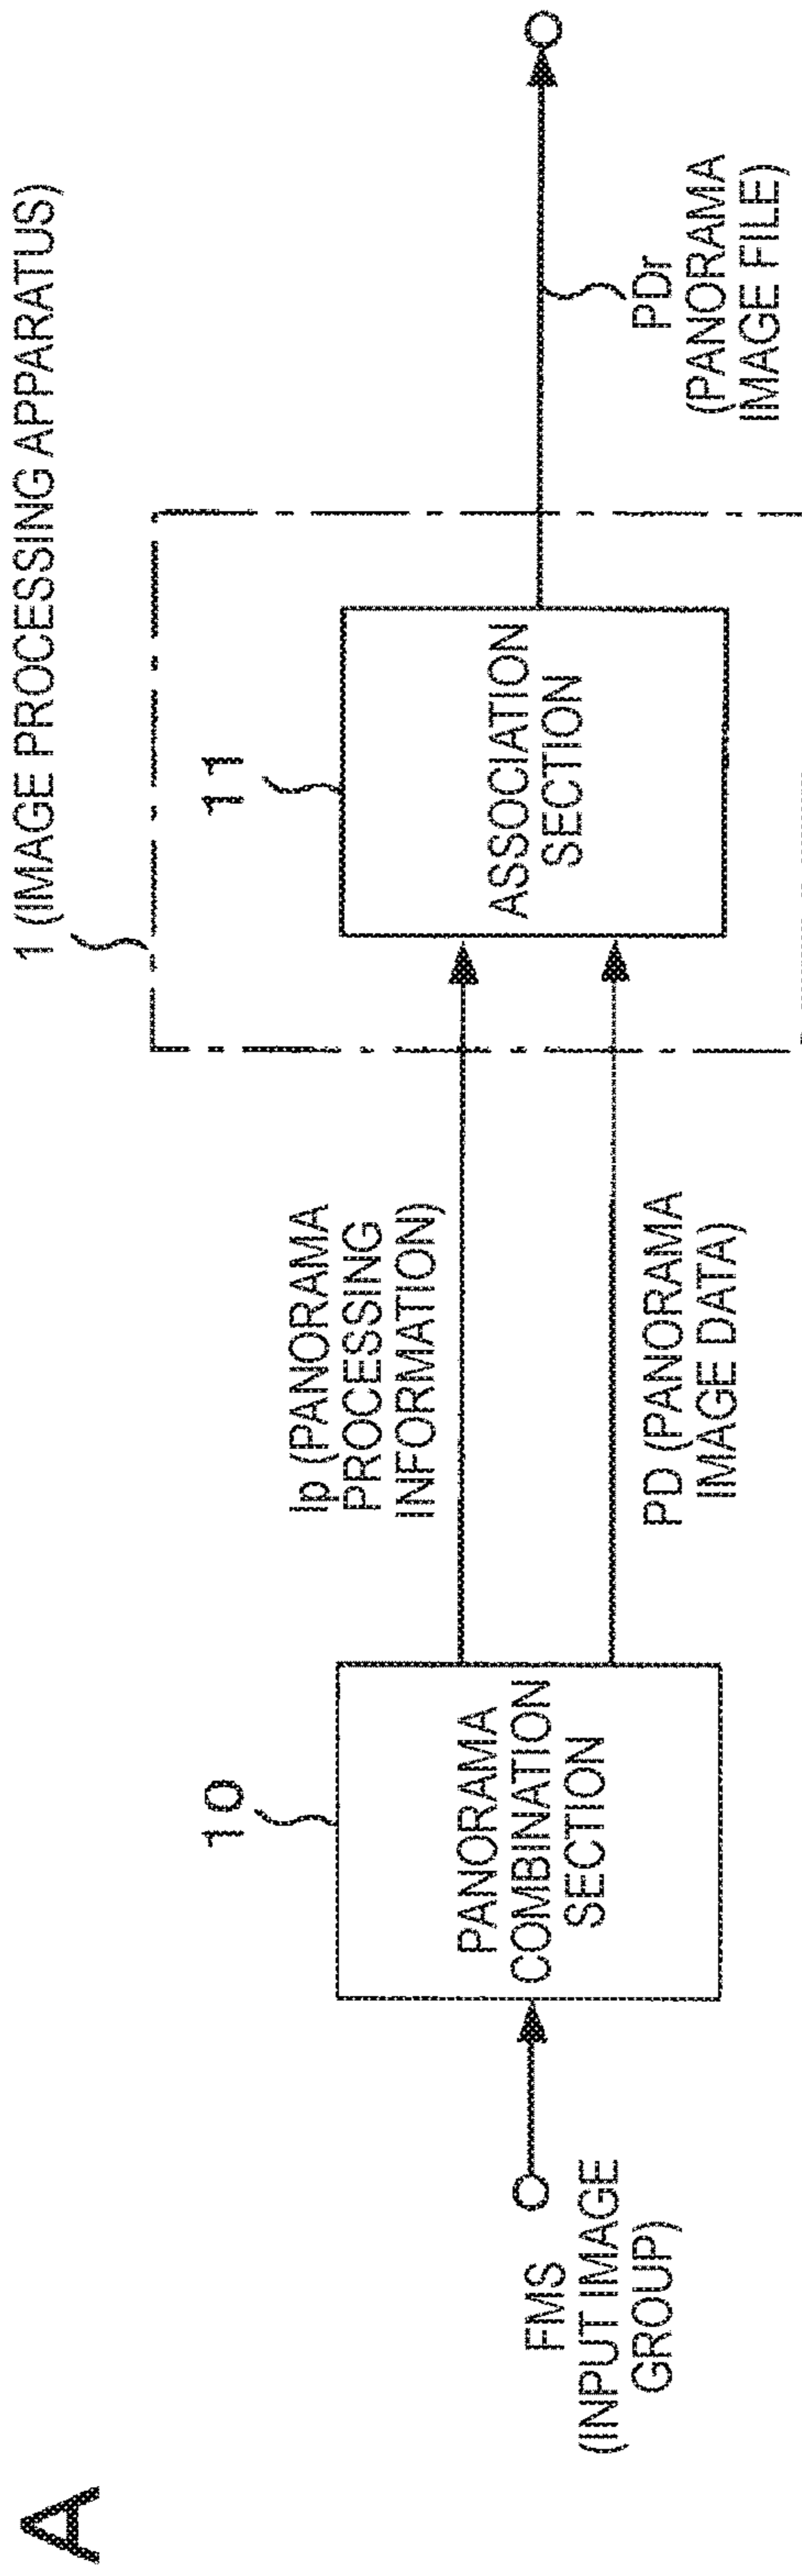 A
1 (IMAGE PROCESSING APPARATUS)
FMS
(INPUT IMAGE
GROUP)
10
PANORAMA
COMBINATION
SECTION
Ip (PANORAMA
PROCESSING
INFORMATION)
PD (PANORAMA
IMAGE DATA)
11
ASSOCIATION
SECTION
PDr
(PANORAMA
IMAGE FILE)